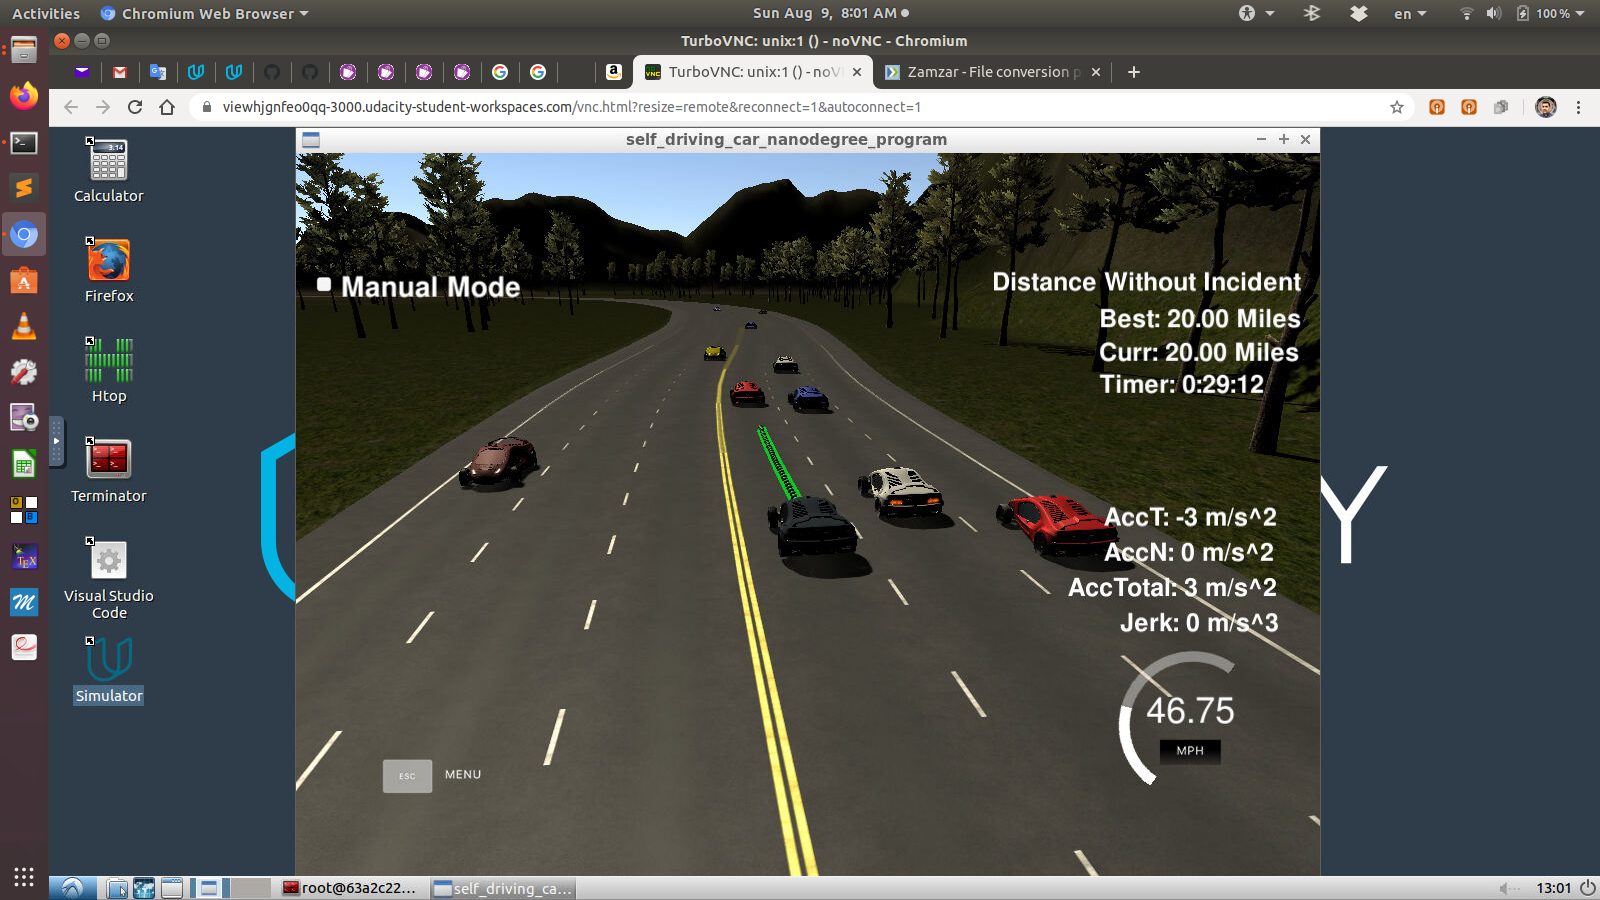 Activities
Chromium Web Browser
Sun Aug 9, 8:01 AM
en
100 %
TurboVNC: unix:1 () - noVNC - Chromium
TurboVNC: unix:1 () - noV
Zamzar - File conversion p
viewhjgnfeo0qq-3000.udacity-student-workspaces.com/vnc.html?resize=remote&reconnect=1&autoconnect=1
self_driving_car_nanodegree_program
3.14
Calculator
Firefox
Htop
Terminator
Visual Studio
Code
Simulator
Manual Mode
Distance Without Incident
Best: 20.00 Miles
Curr: 20.00 Miles
Timer: 0:29:12
Y
AccT: -3 m/s^2
AccN: 0 m/s^2
AccTotal: 3 m/s^2
Jerk: 0 m/s^3
46.75
MPH
ESC
MENU
root@63a2c22...
self_driving_ca...
13:01